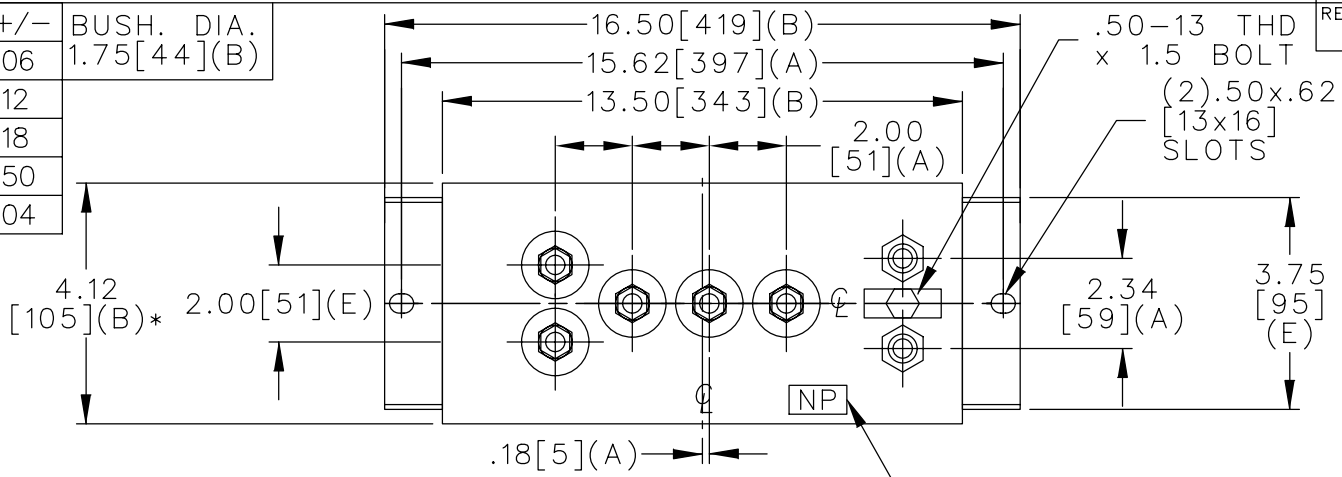 +/-
06
12
18
50
04
BUSH. DIA.
1.75[44](B)
16.50[419](B)
15.62[397](A)
13.50[343](B)
2.00
[51](A)
.50-13 THD
x 1.5 BOLT
(2).50x.62
[13x16]
SLOTS
RE
4.12
[105](B)*
2.00[51](E)
℄
2.34
[59](A)
3.75
[95]
(E)
℄
NP
.18[5](A)